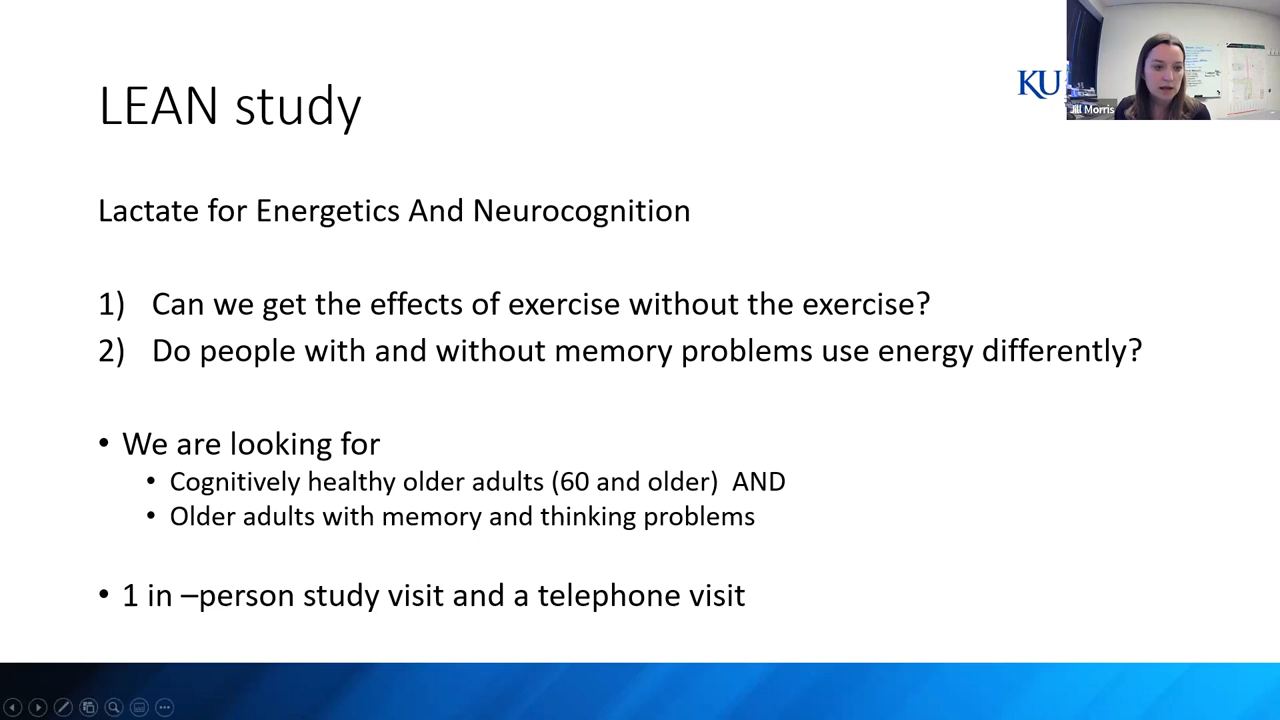 LEAN study
KU
Jill Morris
Lactate for Energetics And Neurocognition
1) Can we get the effects of exercise without the exercise?
2) Do people with and without memory problems use energy differently?
• We are looking for
• Cognitively healthy older adults (60 and older) AND
• Older adults with memory and thinking problems
• 1 in –person study visit and a telephone visit